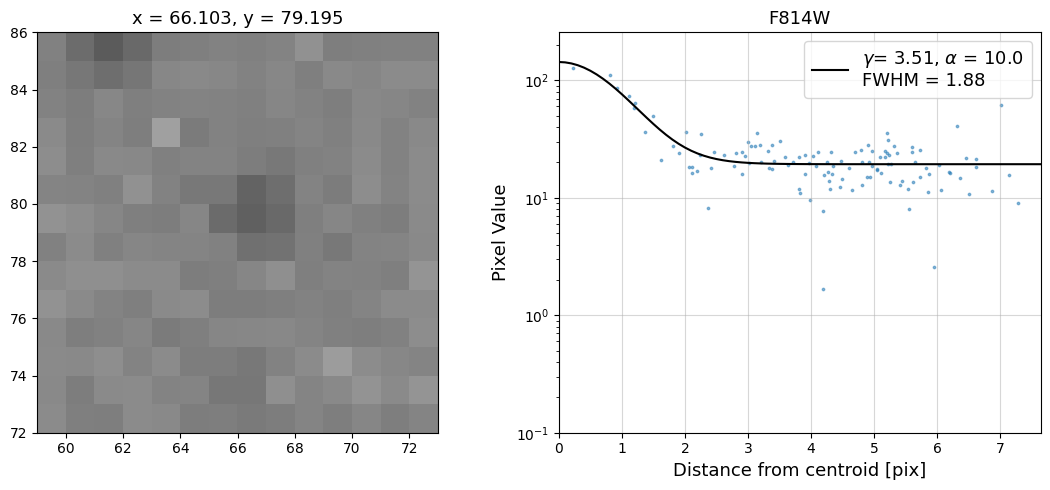 x = 66.103, y = 79.195
86
84
82
80
78
76
74
72
60 62 64 66 68 70 72
F814W
γ= 3.51, α = 10.0
FWHM = 1.88
Pixel Value
10²
10¹
10⁰
10⁻¹
0 1 2 3 4 5 6 7
Distance from centroid [pix]